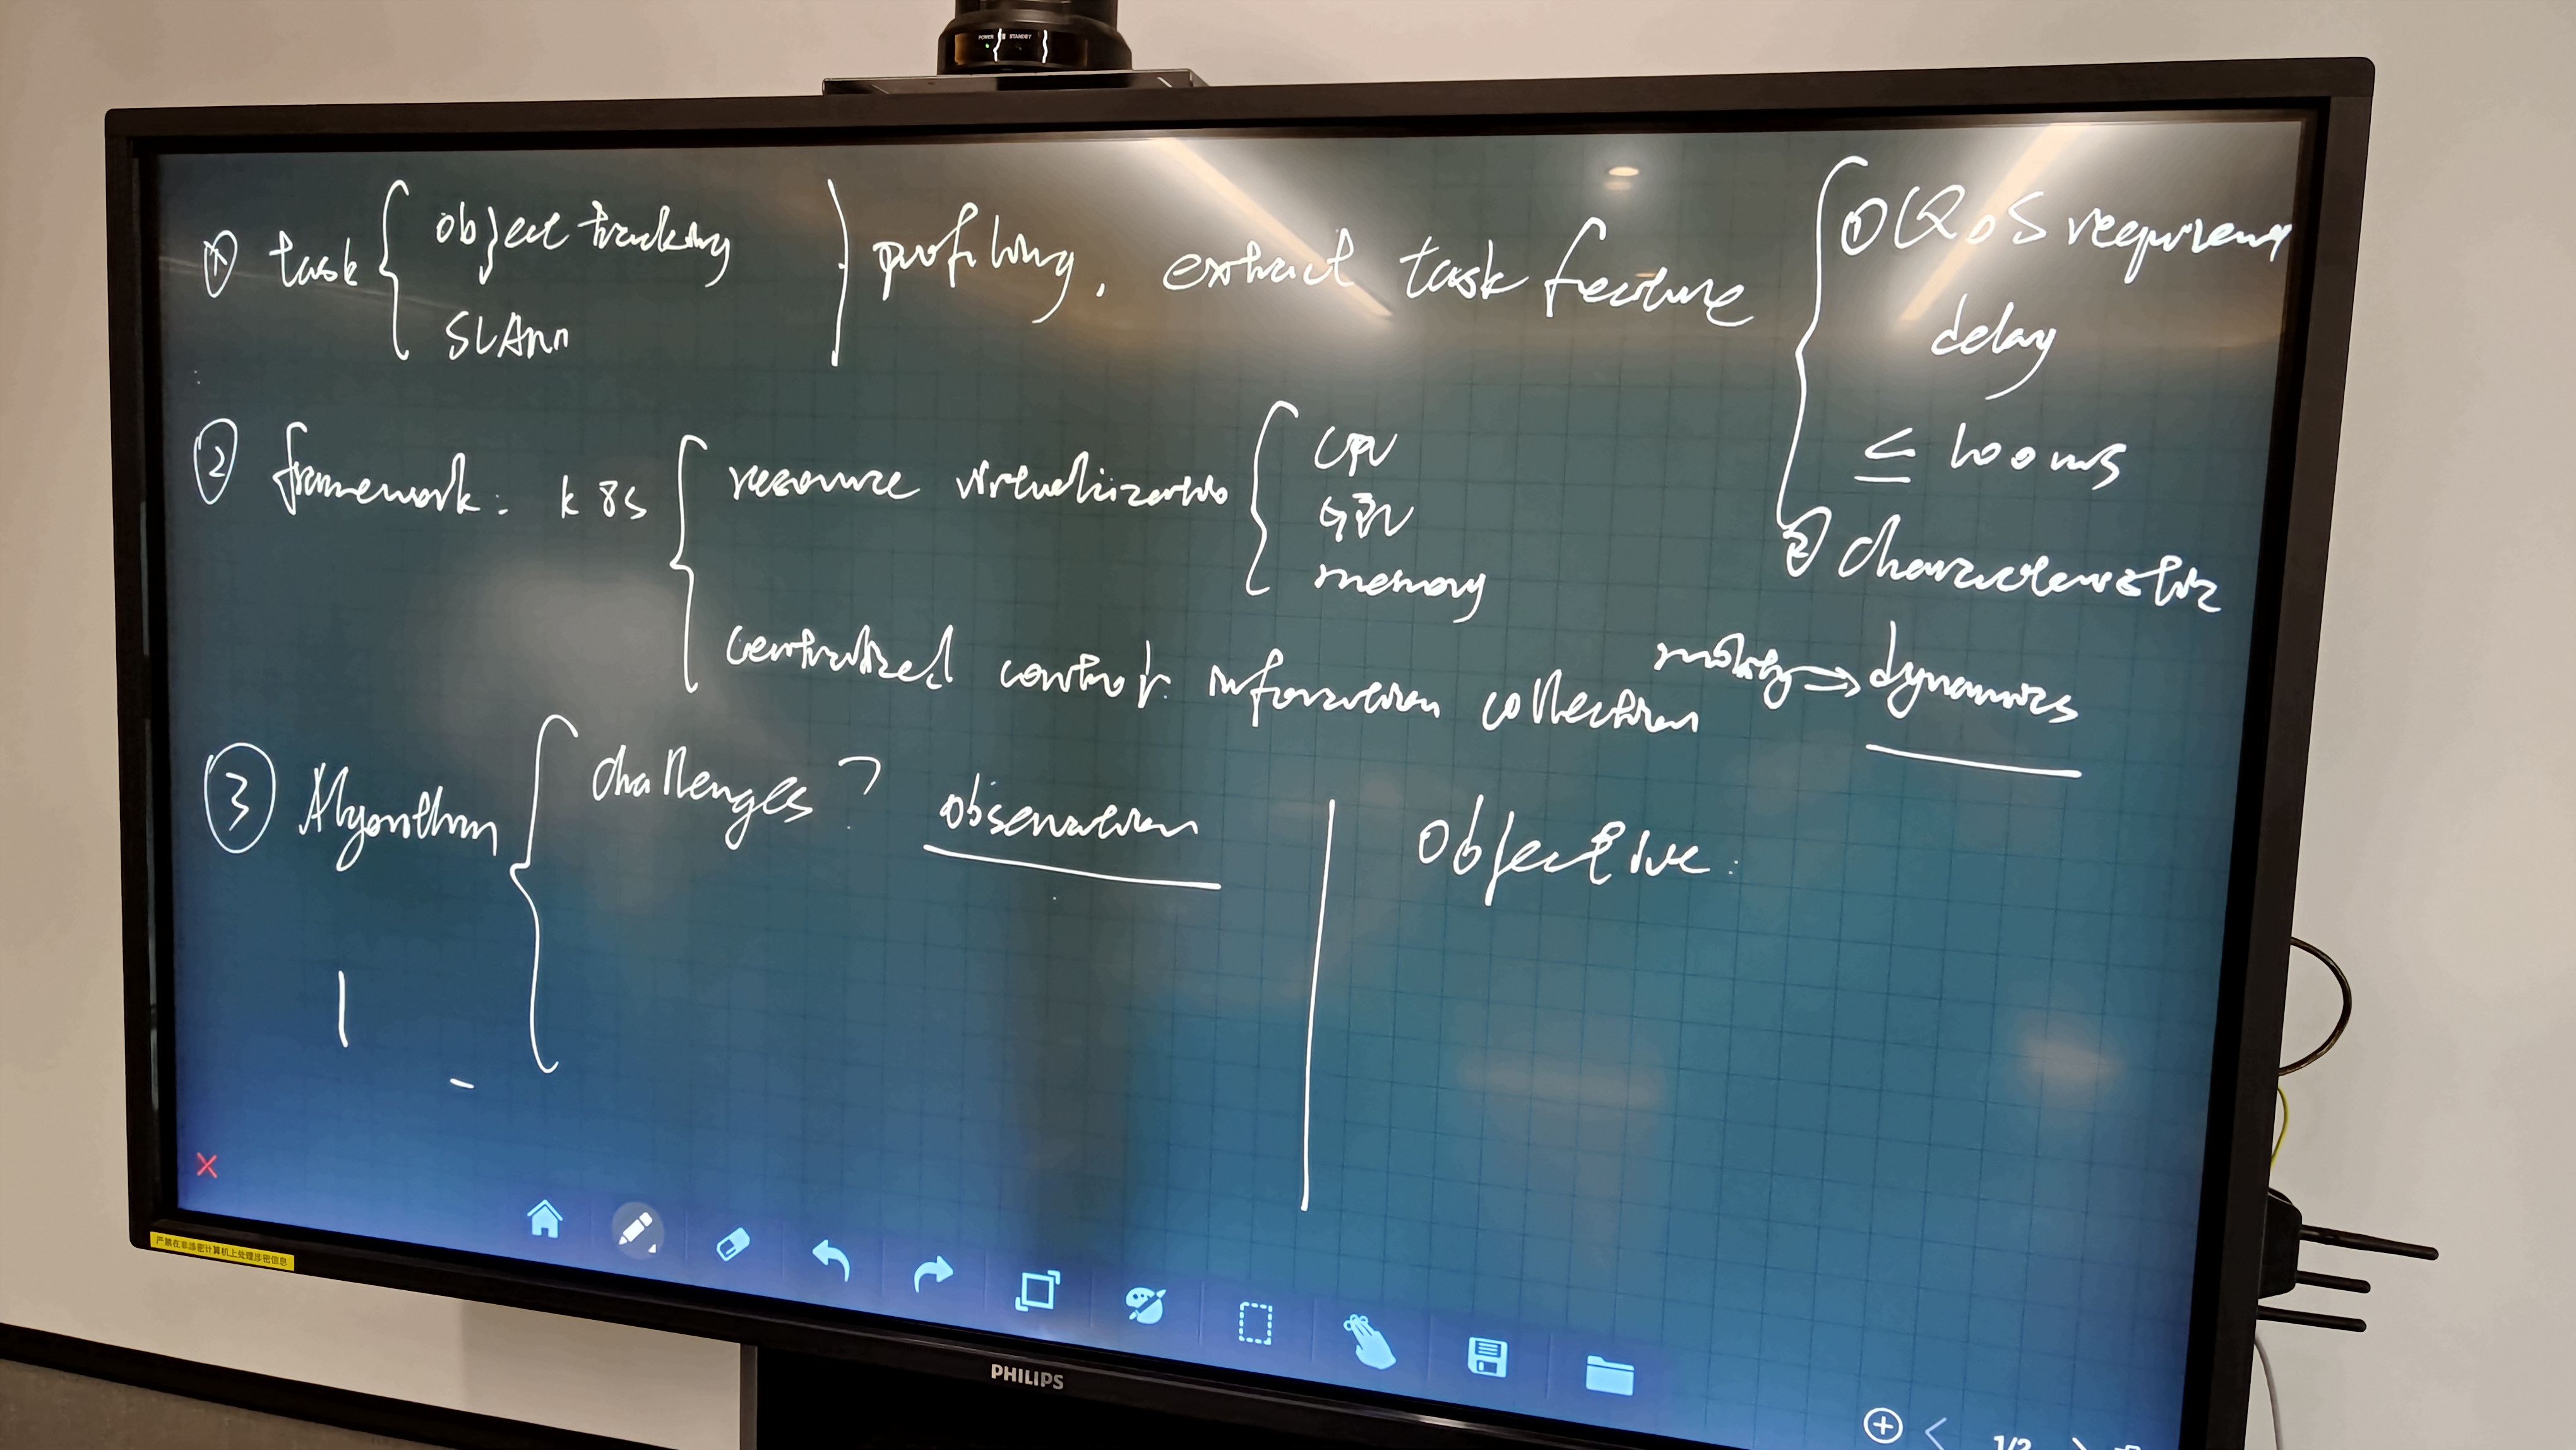 POWER STANDBY
① task { object tracking
SLAM
} profiling, extract task feature
{ ① QoS requirement
delay
≤ 100ms
② characteristic
mobility ⇒ dynamics
② framework: k8s { resource virtualization { CPU
GPU
memory
centralized control: information collection
③ Algorithm { challenges? observation
Objective:
严禁在非涉密计算机上处理涉密信息
PHILIPS
1/2